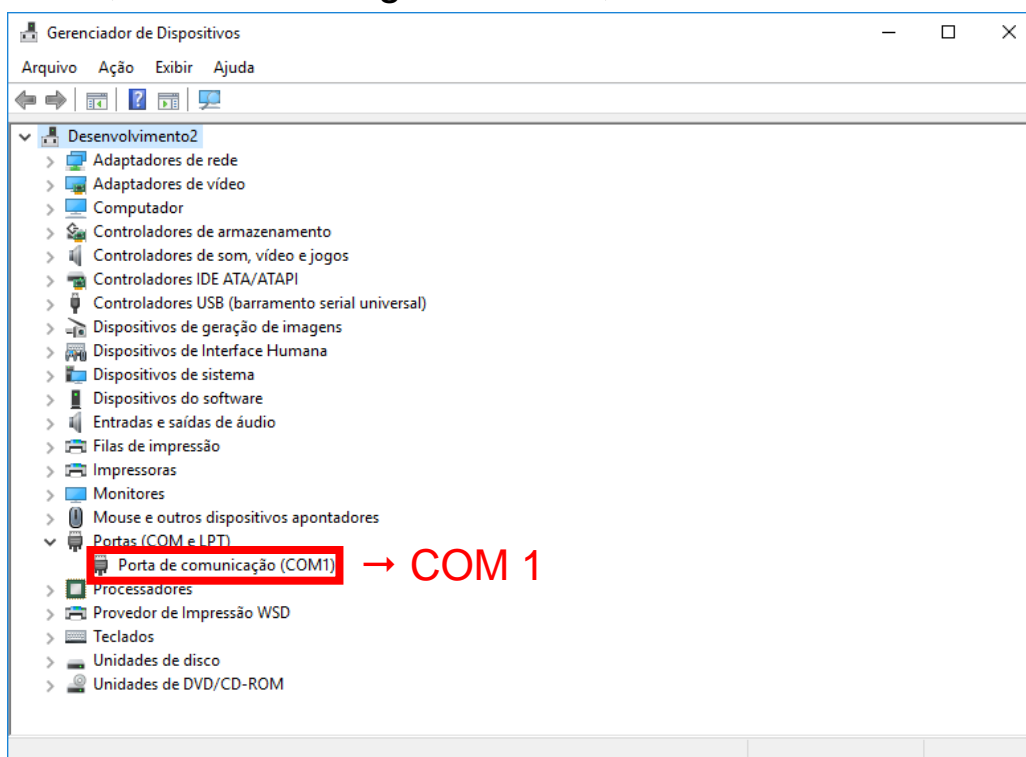 Gerenciador de Dispositivos
Arquivo Ação Exibir Ajuda
Desenvolvimento2
Adaptadores de rede
Adaptadores de vídeo
Computador
Controladores de armazenamento
Controladores de som, vídeo e jogos
Controladores IDE ATA/ATAPI
Controladores USB (barramento serial universal)
Dispositivos de geração de imagens
Dispositivos de Interface Humana
Dispositivos de sistema
Dispositivos do software
Entradas e saídas de áudio
Filas de impressão
Impressoras
Monitores
Mouse e outros dispositivos apontadores
Portas (COM e LPT)
Porta de comunicação (COM1) → COM 1
Processadores
Provedor de Impressão WSD
Teclados
Unidades de disco
Unidades de DVD/CD-ROM